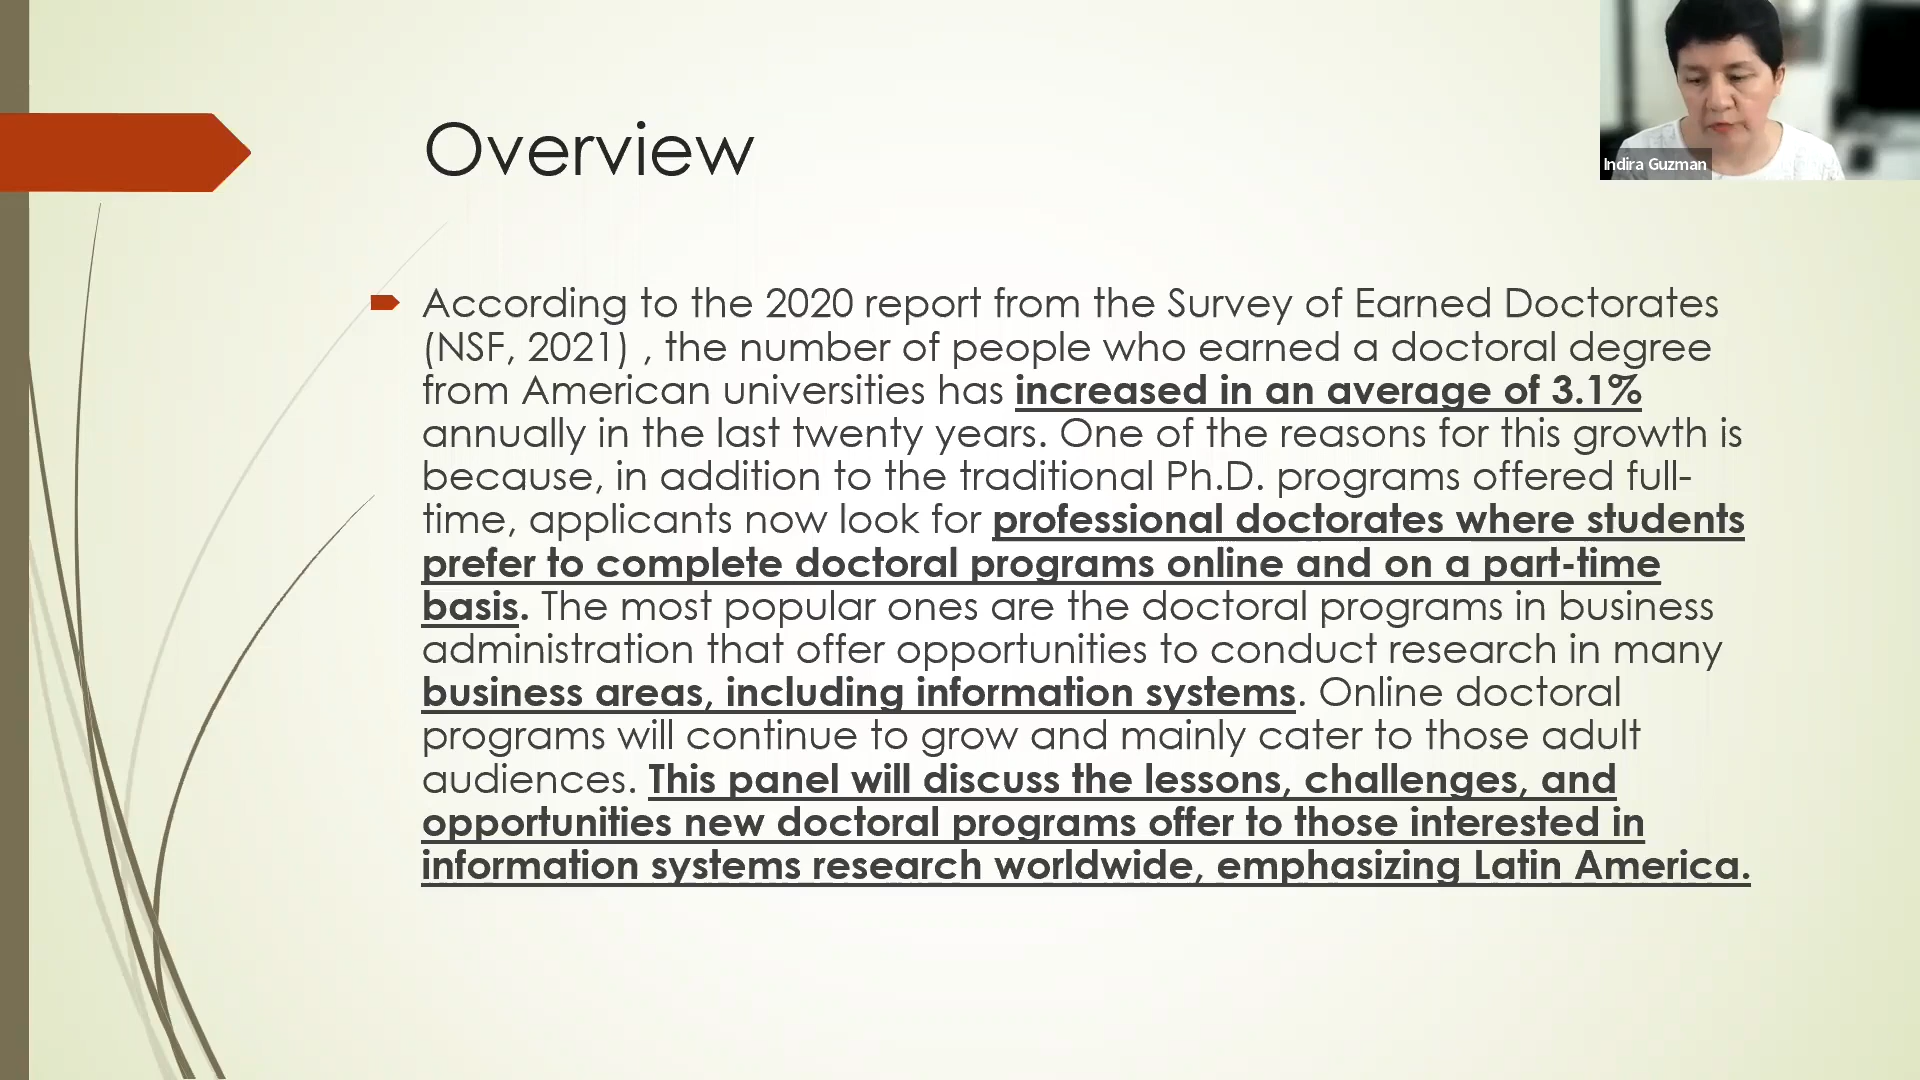 Overview
Indira Guzman
According to the 2020 report from the Survey of Earned Doctorates
(NSF, 2021) , the number of people who earned a doctoral degree
from American universities has increased in an average of 3.1%
annually in the last twenty years. One of the reasons for this growth is
because, in addition to the traditional Ph.D. programs offered full-
time, applicants now look for professional doctorates where students
prefer to complete doctoral programs online and on a part-time
basis. The most popular ones are the doctoral programs in business
administration that offer opportunities to conduct research in many
business areas, including information systems. Online doctoral
programs will continue to grow and mainly cater to those adult
audiences. This panel will discuss the lessons, challenges, and
opportunities new doctoral programs offer to those interested in
information systems research worldwide, emphasizing Latin America.